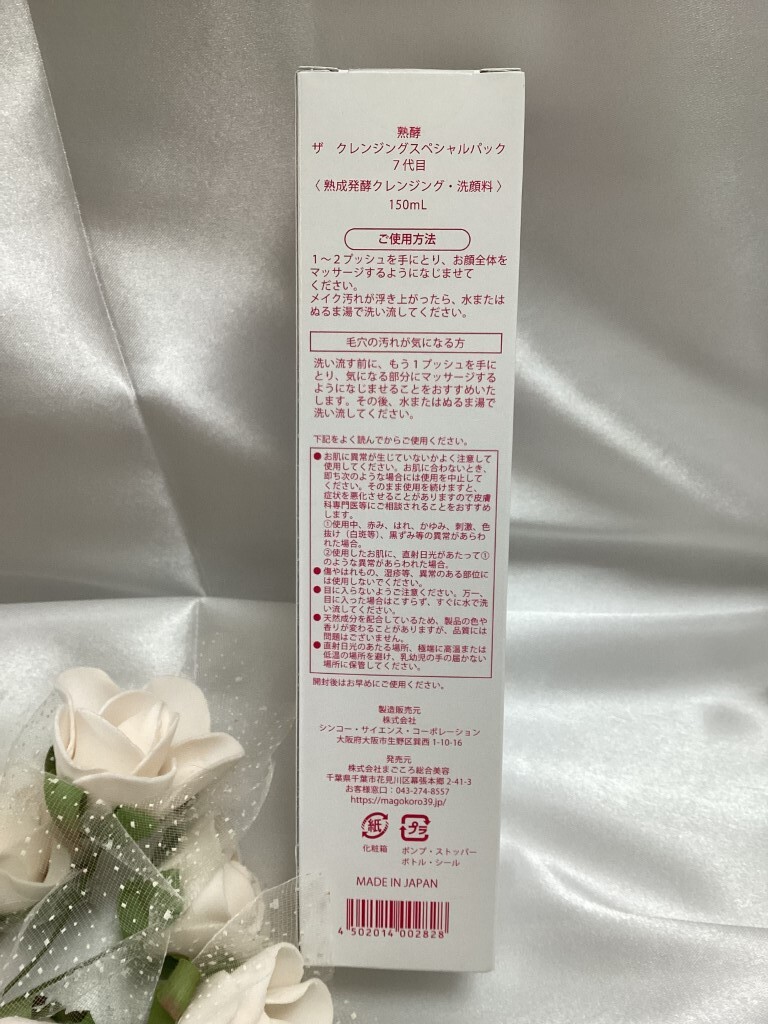 熟酵
ザ　クレンジングスペシャルパック
７代目
〈 熟成発酵クレンジング・洗顔料 〉
150mL
ご使用方法
１～２プッシュを手にとり、お顔全体を
マッサージするようになじませて
ください。
メイク汚れが浮き上がったら、水または
ぬるま湯で洗い流してください。
毛穴の汚れが気になる方
洗い流す前に、もう１プッシュを手に
とり、気になる部分にマッサージする
ようになじませることをおすすめいた
します。その後、水またはぬるま湯で
洗い流してください。
下記をよく読んでからご使用ください。
●お肌に異常が生じていないかよく注意して
使用してください。お肌に合わないとき、
即ち次のような場合には使用を中止して
ください。そのまま使用を続けますと、
症状を悪化させることがありますので皮膚
科専門医等にご相談されることをおすすめ
します。
①使用中、赤み、はれ、かゆみ、刺激、色
抜け（白斑等）、黒ずみ等の異常があらわ
れた場合。
②使用したお肌に、直射日光があたって①
のような異常があらわれた場合。
●傷やはれもの、湿疹等、異常のある部位に
は使用しないでください。
●目に入らないようご注意ください。万一、
目に入った場合はこすらず、すぐに水で洗
い流してください。
●天然成分を配合しているため、製品の色や
香りが変わることがありますが、品質には
問題はございません。
●直射日光のあたる場所、極端に高温または
低温の場所を避け、乳幼児の手の届かない
場所に保管してください。
開封後はお早めにご使用ください。
製造販売元
株式会社
シンコー・サイエンス・コーポレーション
大阪府大阪市生野区巽西 1-10-16
発売元
株式会社まごころ総合美容
千葉県千葉市花見川区幕張本郷 2-41-3
お客様窓口：043-274-8557
https://magokoro39.jp/
紙 プラ
化粧箱 ポンプ・ストッパー
ボトル・シール
MADE IN JAPAN
4 502014 002828